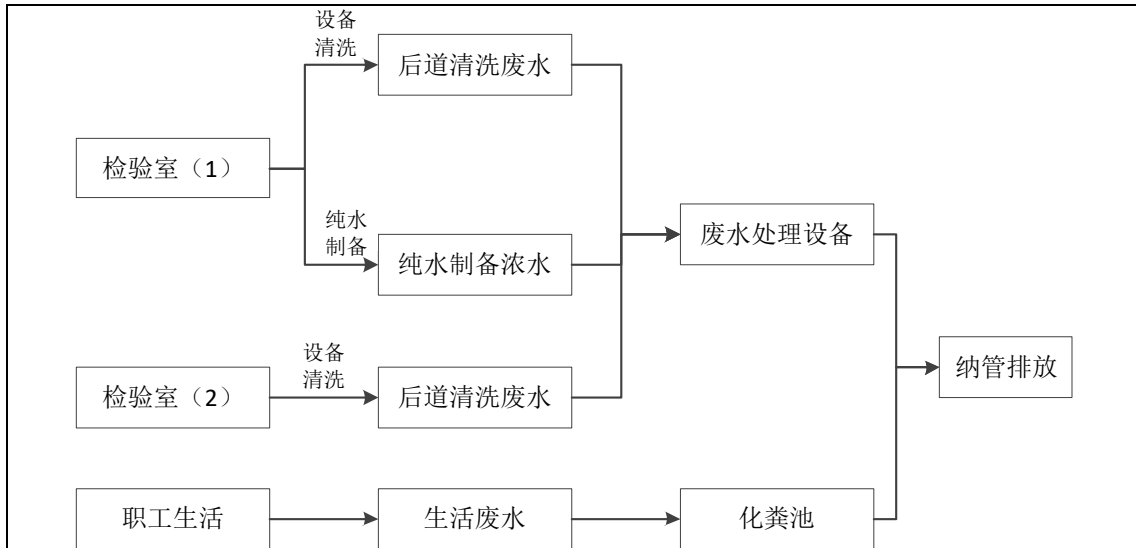 设备
清洗
后道清洗废水
检验室（1）
纯水
制备
纯水制备浓水
废水处理设备
设备
清洗
检验室（2）
后道清洗废水
纳管排放
职工生活
生活废水
化粪池